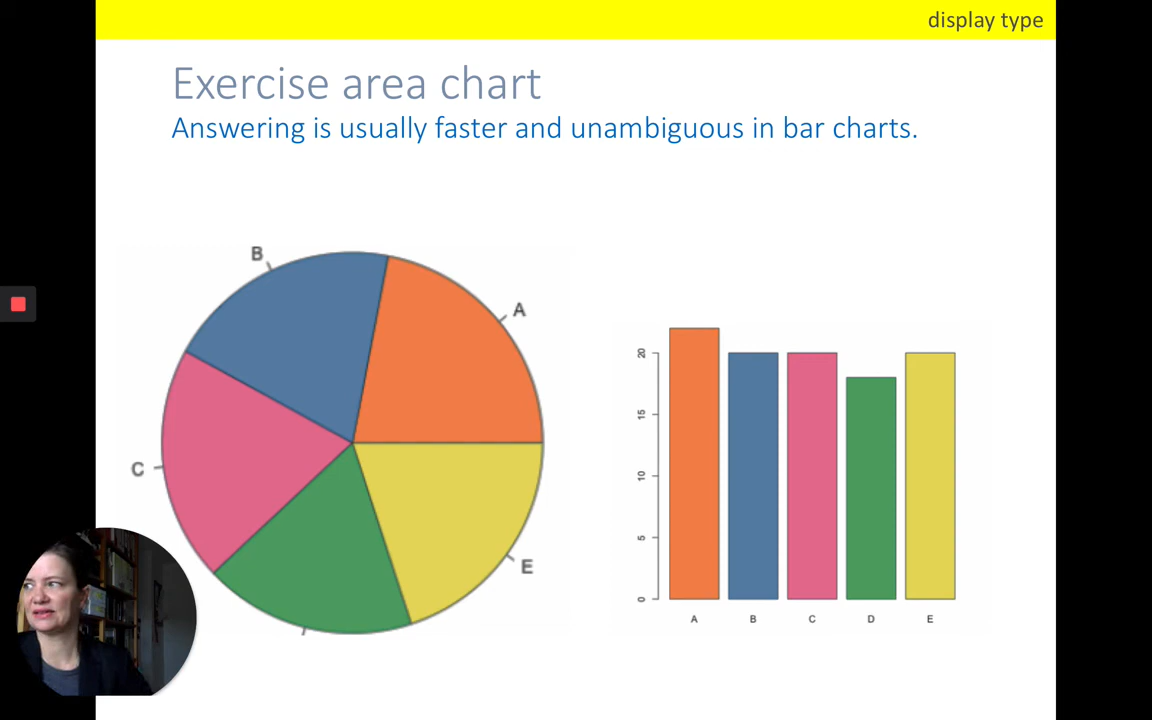 display type
Exercise area chart
Answering is usually faster and unambiguous in bar charts.
B
A
C
E
20
15
10
5
0
A B C D E